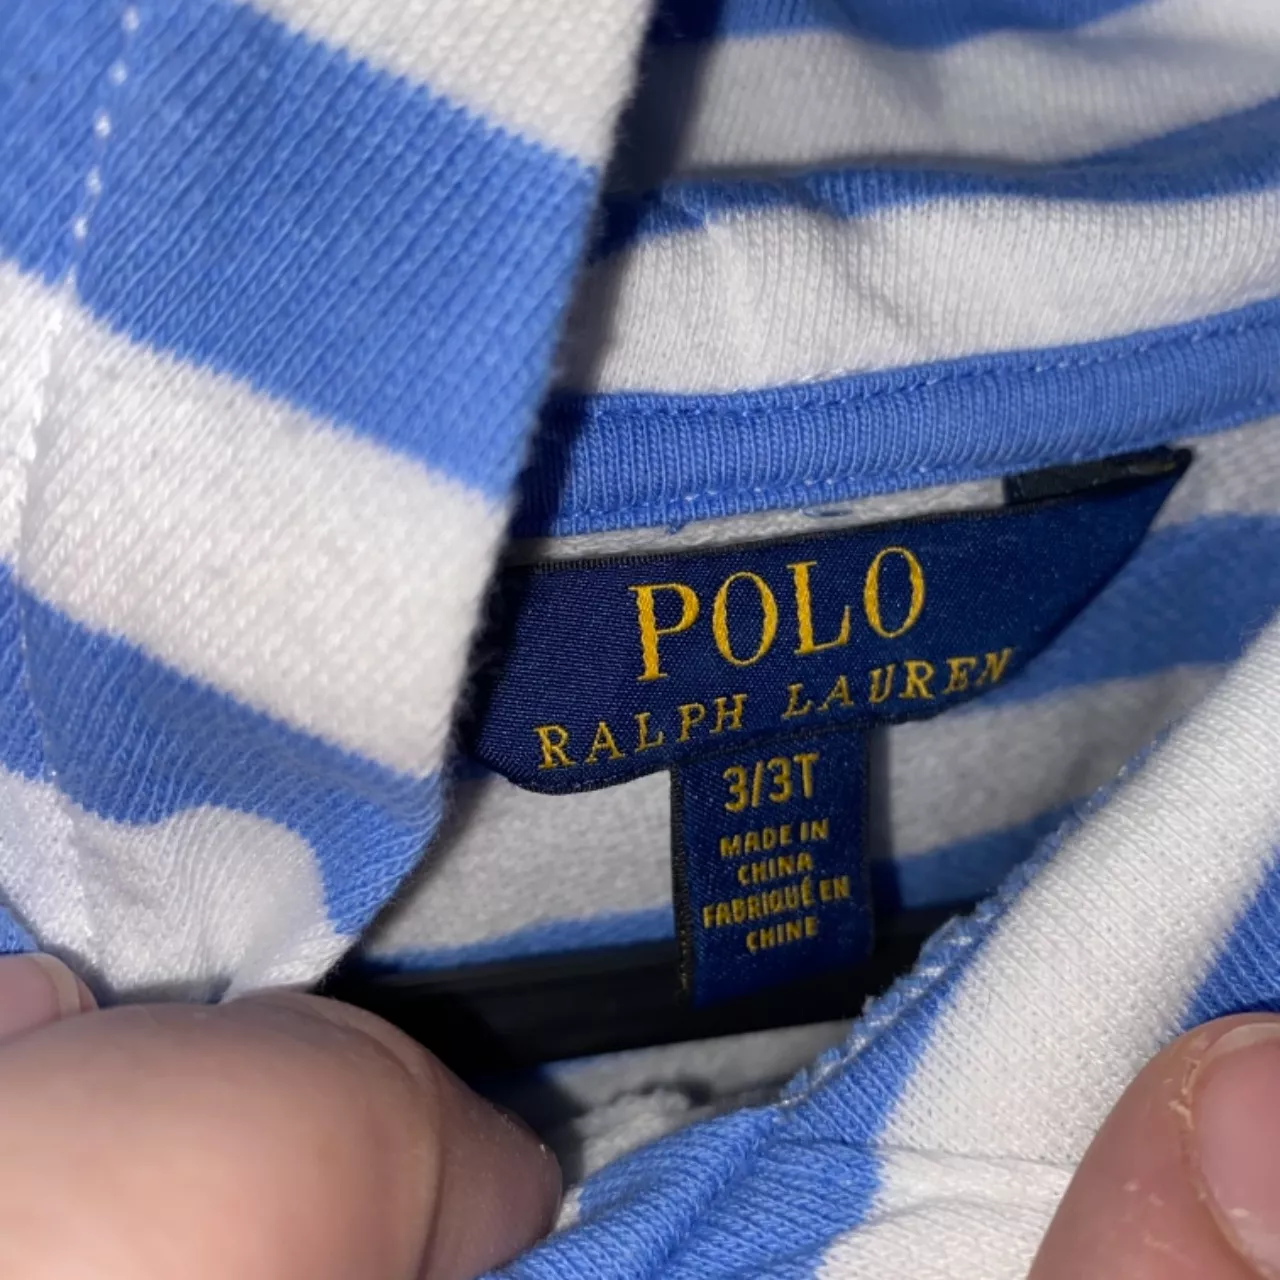 POLO
RALPH LAUREN
3/3T
MADE IN
CHINA
FABRIQUÉ EN
CHINE